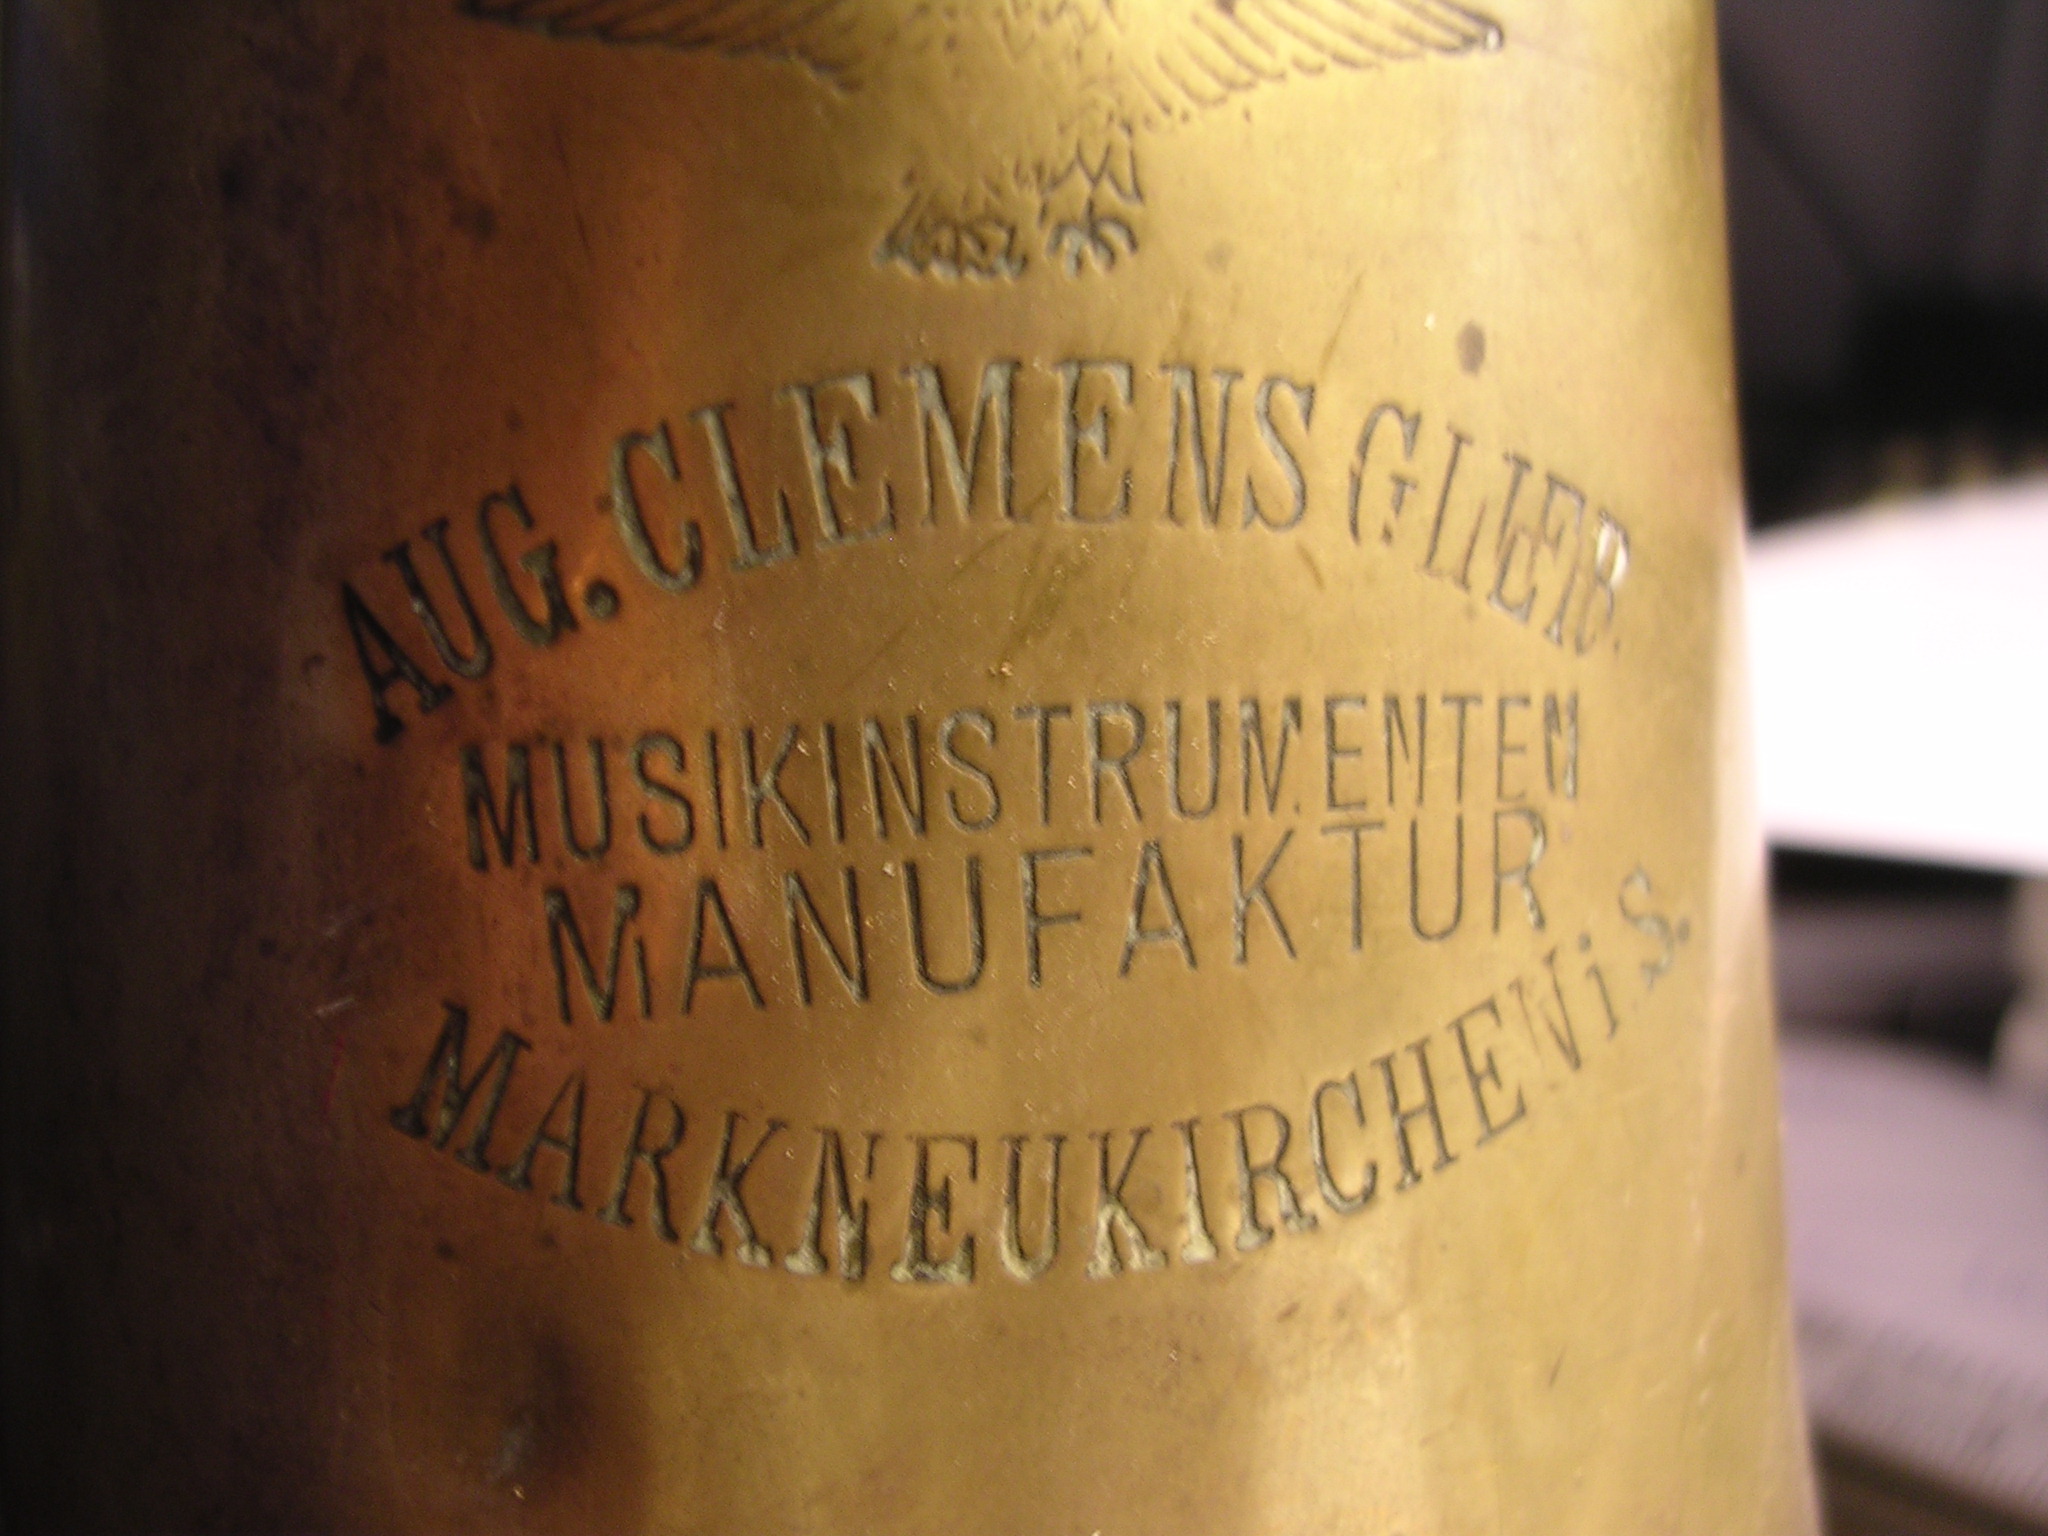 AUG. CLEMENS GLIER.
MUSIKINSTRUMENTEN
MANUFAKTUR
MARKNEUKIRCHEN i. S.